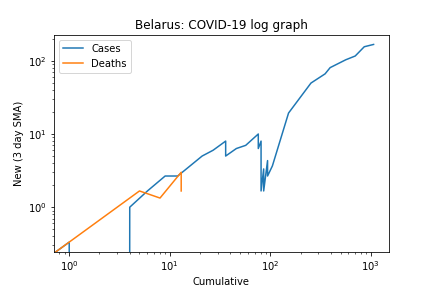 Belarus: COVID-19 log graph
Cases
Deaths
New (3 day SMA)
10²
10¹
10⁰
10⁰ 10¹ 10² 10³
Cumulative